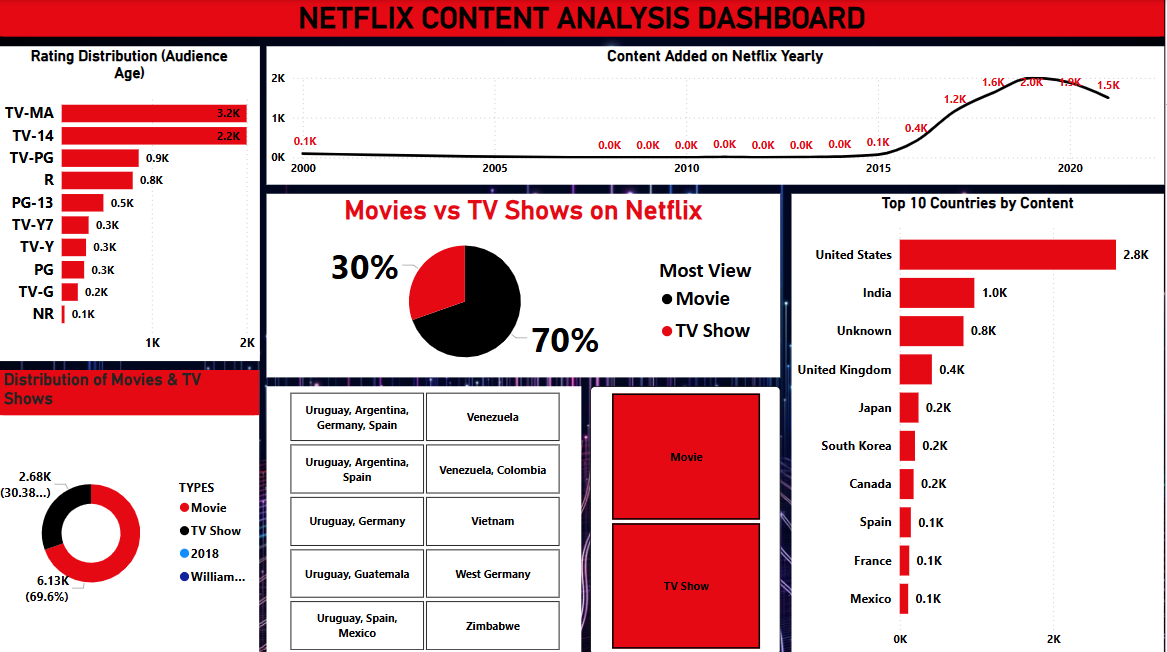 NETFLIX CONTENT ANALYSIS DASHBOARD
Rating Distribution (Audience
Age)
TV-MA 3.2K
TV-14 2.2K
TV-PG 0.9K
R 0.8K
PG-13 0.5K
TV-Y7 0.3K
TV-Y 0.3K
PG 0.3K
TV-G 0.2K
NR 0.1K
1K 2K
Content Added on Netflix Yearly
2K
1K
0K
0.1K 0.0K 0.0K 0.0K 0.0K 0.0K 0.0K 0.0K 0.1K 0.4K 1.2K 1.6K 2.0K 1.9K 1.5K
2000 2005 2010 2015 2020
Movies vs TV Shows on Netflix
30%
70%
Most View
Movie
TV Show
Top 10 Countries by Content
United States 2.8K
India 1.0K
Unknown 0.8K
United Kingdom 0.4K
Japan 0.2K
South Korea 0.2K
Canada 0.2K
Spain 0.1K
France 0.1K
Mexico 0.1K
0K 2K
Distribution of Movies & TV
Shows
2.68K
(30.38...)
6.13K
(69.6%)
TYPES
Movie
TV Show
2018
William...
Uruguay, Argentina,
Germany, Spain
Venezuela
Uruguay, Argentina,
Spain
Venezuela, Colombia
Uruguay, Germany
Vietnam
Uruguay, Guatemala
West Germany
Uruguay, Spain,
Mexico
Zimbabwe
Movie
TV Show